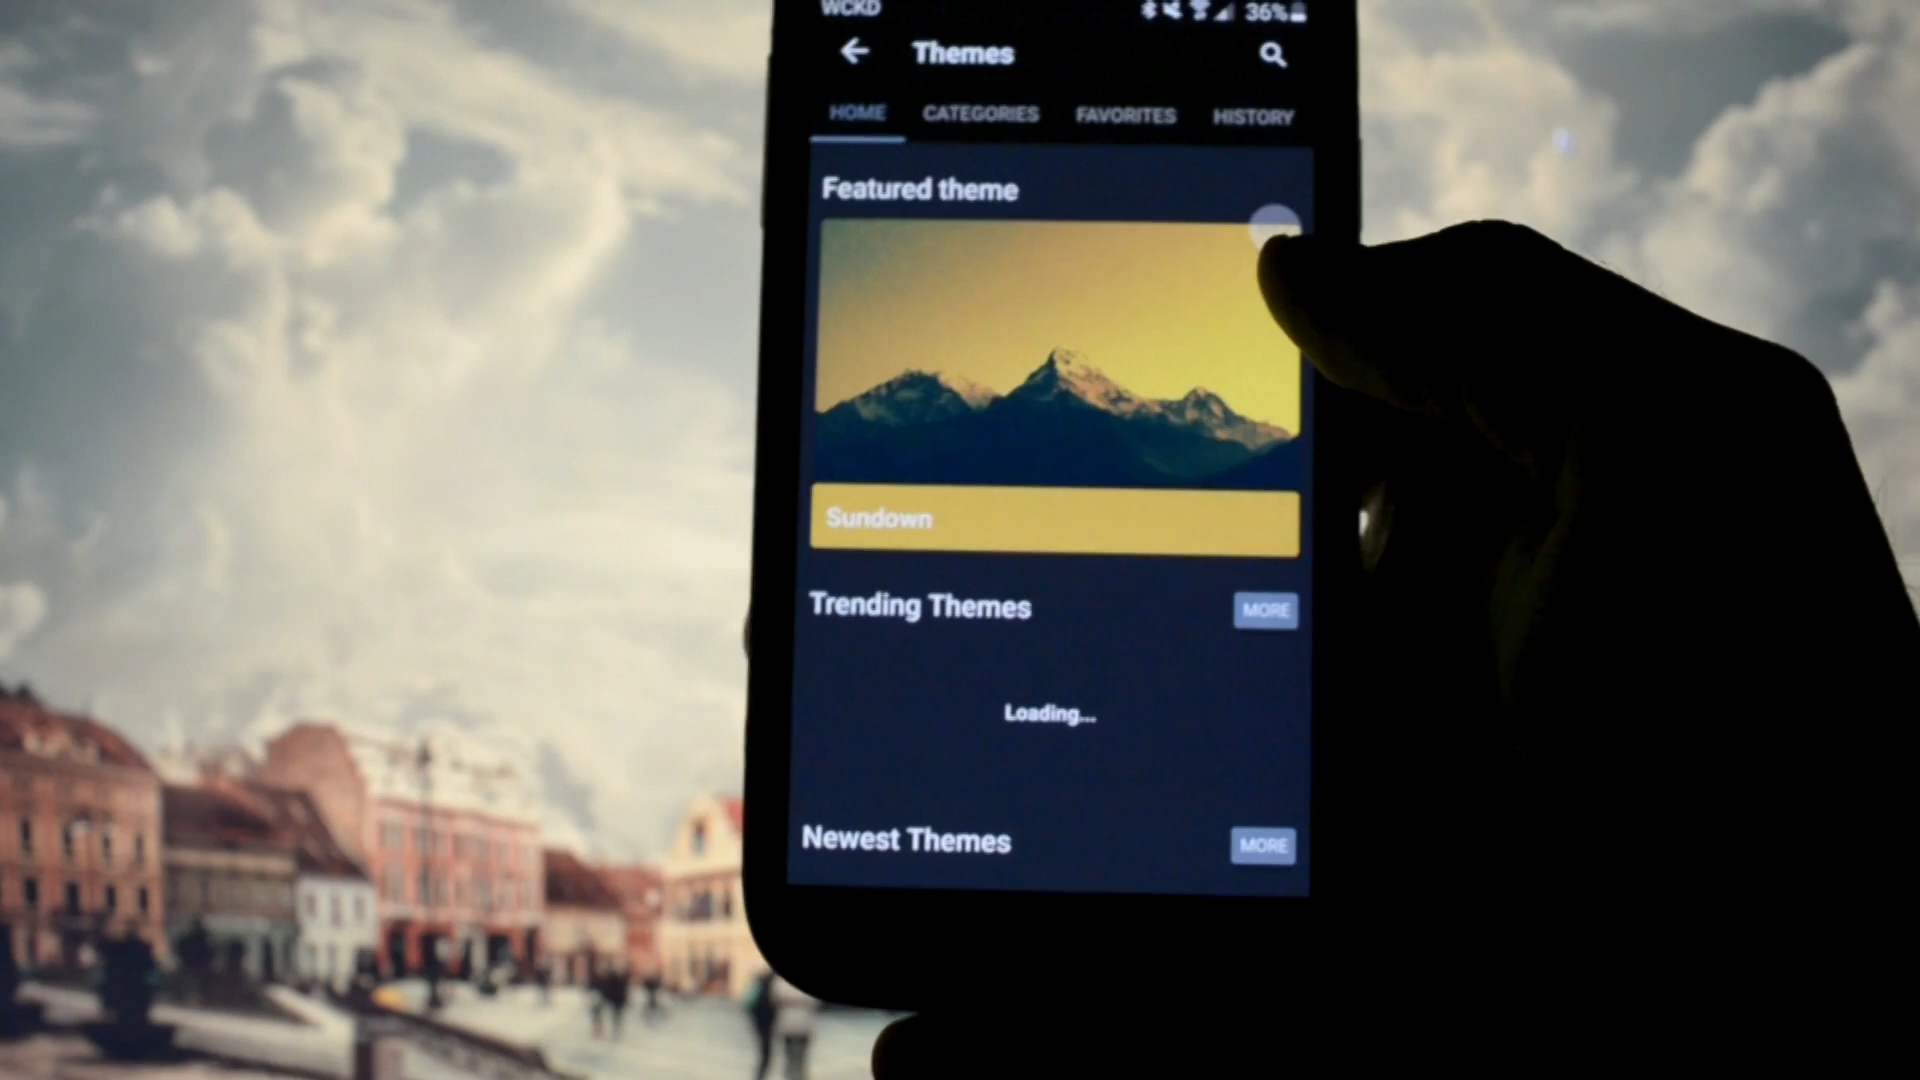 WCKD 36%
Themes
HOME CATEGORIES FAVORITES HISTORY
Featured theme
Sundown
Trending Themes MORE
Loading...
Newest Themes MORE